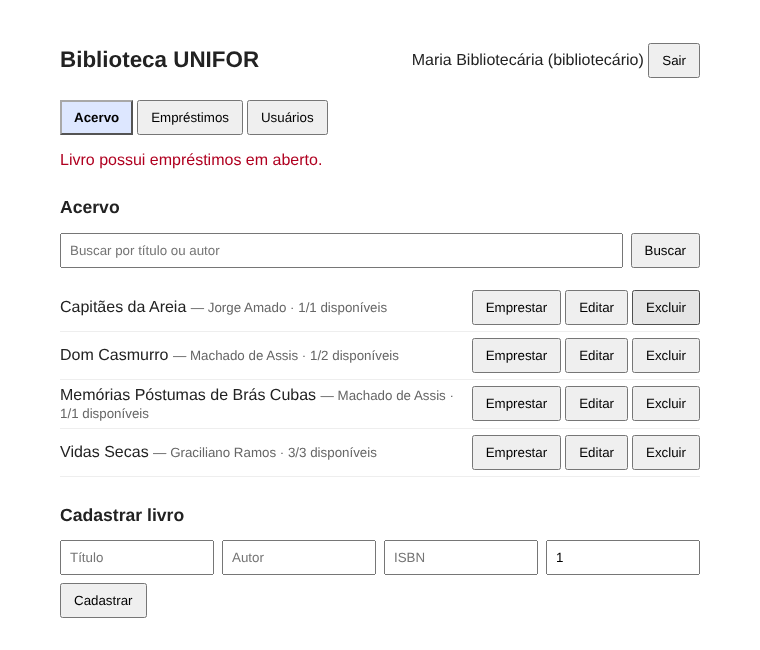 Biblioteca UNIFOR
Maria Bibliotecária (bibliotecário) Sair
Acervo Empréstimos Usuários
Livro possui empréstimos em aberto.
Acervo
Buscar por título ou autor Buscar
Capitães da Areia — Jorge Amado · 1/1 disponíveis Emprestar Editar Excluir
Dom Casmurro — Machado de Assis · 1/2 disponíveis Emprestar Editar Excluir
Memórias Póstumas de Brás Cubas — Machado de Assis ·
1/1 disponíveis Emprestar Editar Excluir
Vidas Secas — Graciliano Ramos · 3/3 disponíveis Emprestar Editar Excluir
Cadastrar livro
Título Autor ISBN 1
Cadastrar